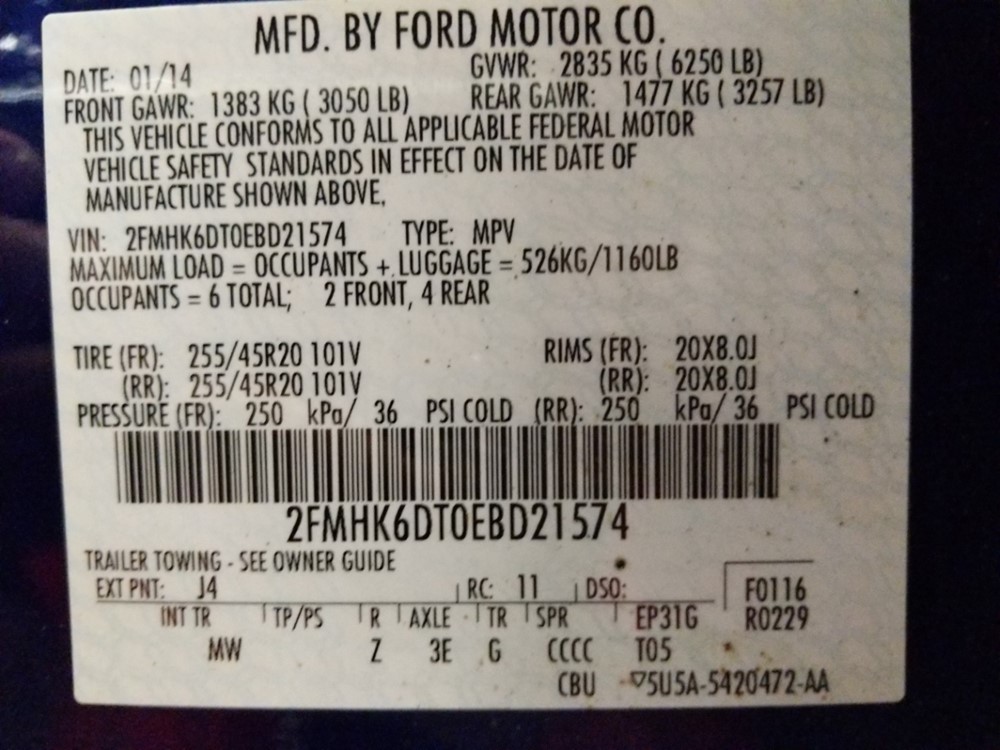 MFD. BY FORD MOTOR CO.
DATE: 01/14 GVWR: 2835 KG ( 6250 LB)
FRONT GAWR: 1383 KG ( 3050 LB) REAR GAWR: 1477 KG ( 3257 LB)
THIS VEHICLE CONFORMS TO ALL APPLICABLE FEDERAL MOTOR
VEHICLE SAFETY STANDARDS IN EFFECT ON THE DATE OF
MANUFACTURE SHOWN ABOVE.
VIN: 2FMHK6DT0EBD21574 TYPE: MPV
MAXIMUM LOAD = OCCUPANTS + LUGGAGE = 526KG/1160LB
OCCUPANTS = 6 TOTAL; 2 FRONT, 4 REAR
TIRE (FR): 255/45R20 101V RIMS (FR): 20X8.0J
(RR): 255/45R20 101V (RR): 20X8.0J
PRESSURE (FR): 250 kPa/ 36 PSI COLD (RR): 250 kPa/ 36 PSI COLD
2FMHK6DT0EBD21574
TRAILER TOWING - SEE OWNER GUIDE
EXT PNT: J4 RC: 11 DSO: F0116
INT TR TP/PS R AXLE TR SPR EP31G R0229
MW Z 3E G CCCC T05
CBU ▽5U5A-5420472-AA